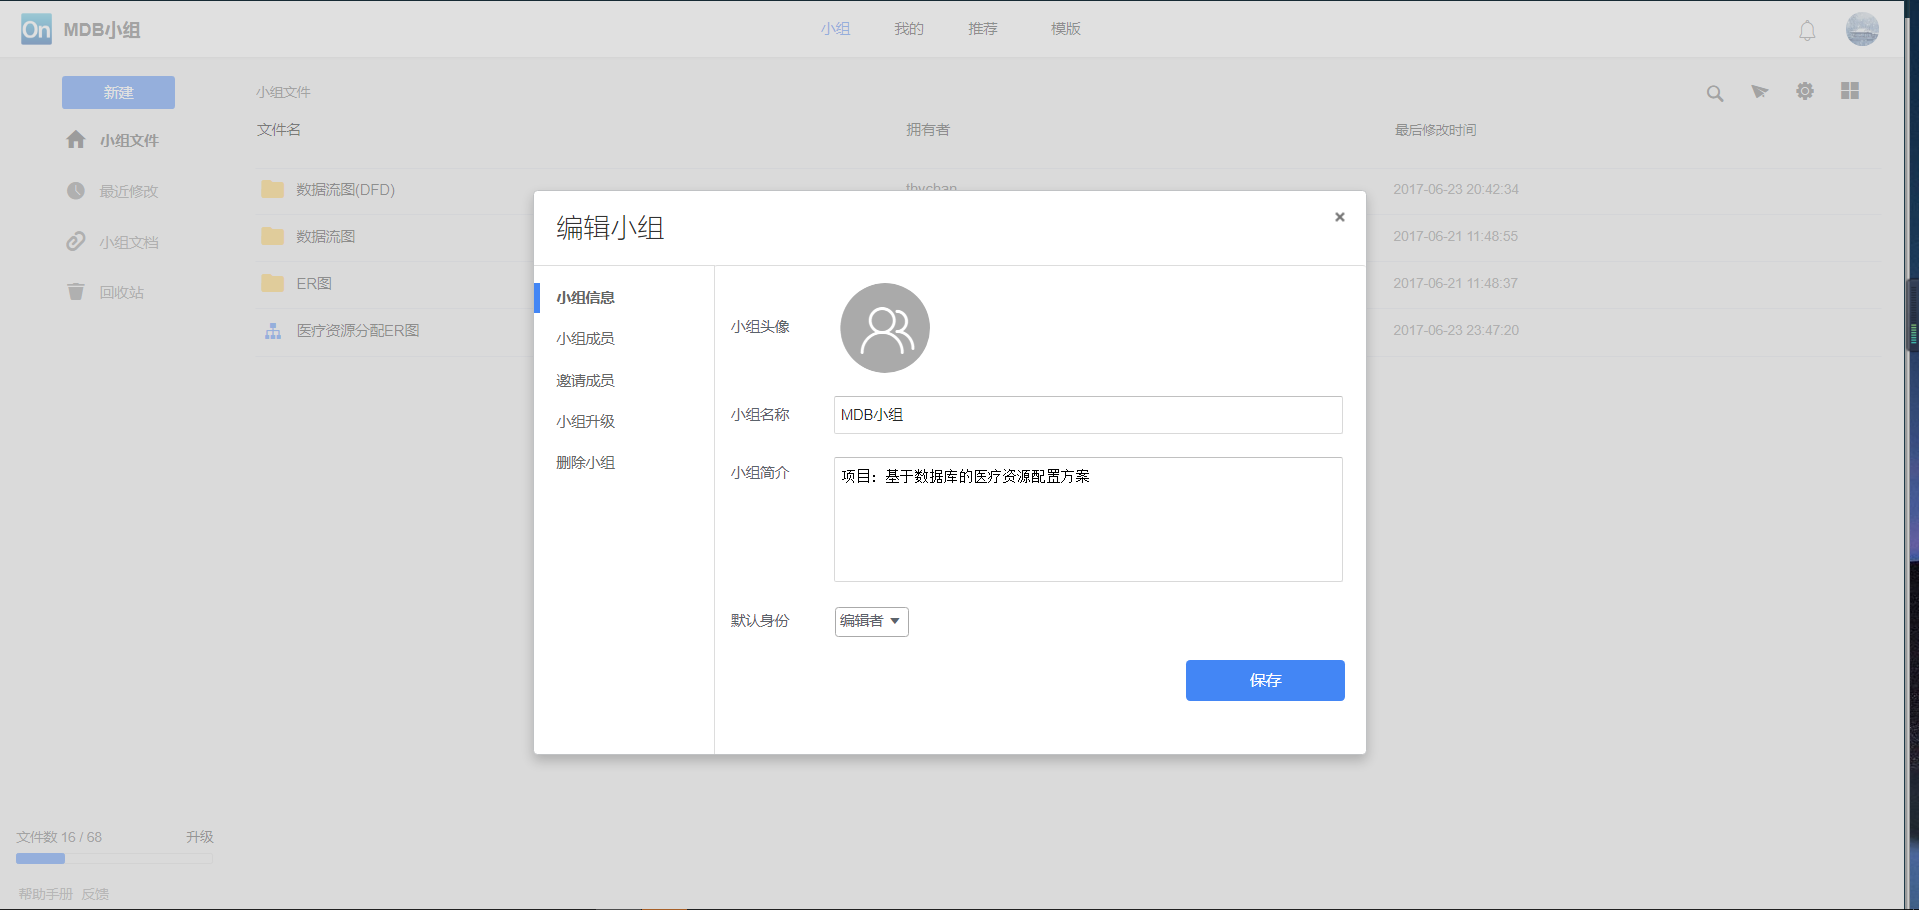 On MDB小组
小组 我的 推荐 模版
新建
小组文件
最近修改
小组文档
回收站
小组文件
文件名 拥有者 最后修改时间
数据流图(DFD) thychan 2017-06-23 20:42:34
数据流图 2017-06-21 11:48:55
ER图 2017-06-21 11:48:37
医疗资源分配ER图 2017-06-23 23:47:20
编辑小组 ×
小组信息
小组成员
邀请成员
小组升级
删除小组
小组头像
小组名称 MDB小组
小组简介 项目：基于数据库的医疗资源配置方案
默认身份 编辑者
保存
文件数 16 / 68 升级
帮助手册 反馈